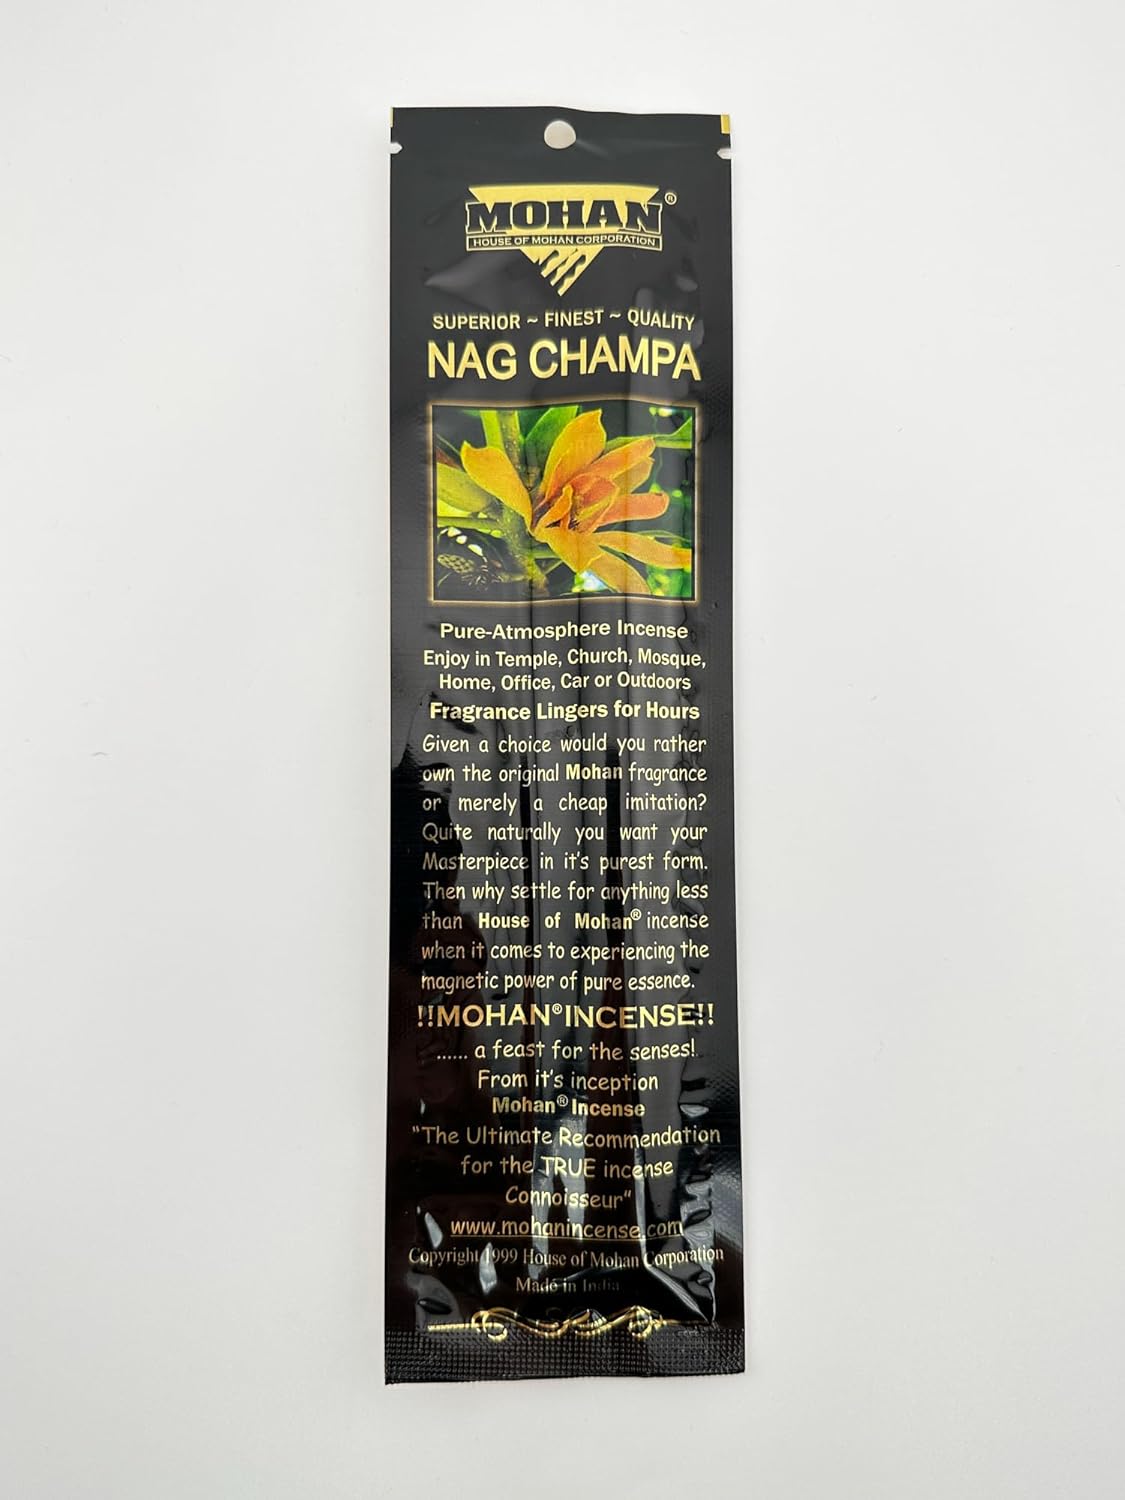 MOHAN®
HOUSE OF MOHAN CORPORATION
SUPERIOR ~ FINEST ~ QUALITY
NAG CHAMPA
Pure-Atmosphere Incense
Enjoy in Temple, Church, Mosque,
Home, Office, Car or Outdoors
Fragrance Lingers for Hours
Given a choice would you rather
own the original Mohan fragrance
or merely a cheap imitation?
Quite naturally you want your
Masterpiece in it's purest form.
Then why settle for anything less
than House of Mohan® incense
when it comes to experiencing the
magnetic power of pure essence.
!!MOHAN® INCENSE!!
...... a feast for the senses!
From it's inception
Mohan® Incense
"The Ultimate Recommendation
for the TRUE incense
Connoisseur"
www.mohanincense.com
Copyright 1999 House of Mohan Corporation
Made in India